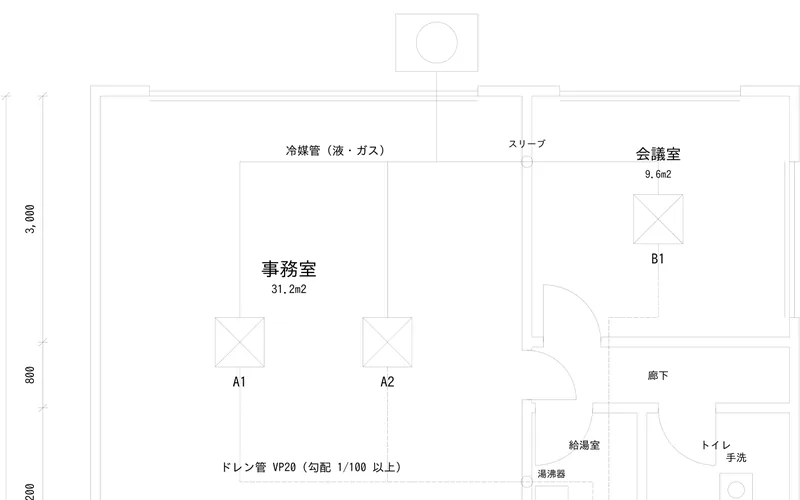 冷媒管 (液・ガス)
スリーブ
会議室
9.6m2
3,000
B1
事務室
31.2m2
A1
A2
800
廊下
給湯室
トイレ
手洗
ドレン管 VP20 (勾配 1/100 以上)
湯沸器